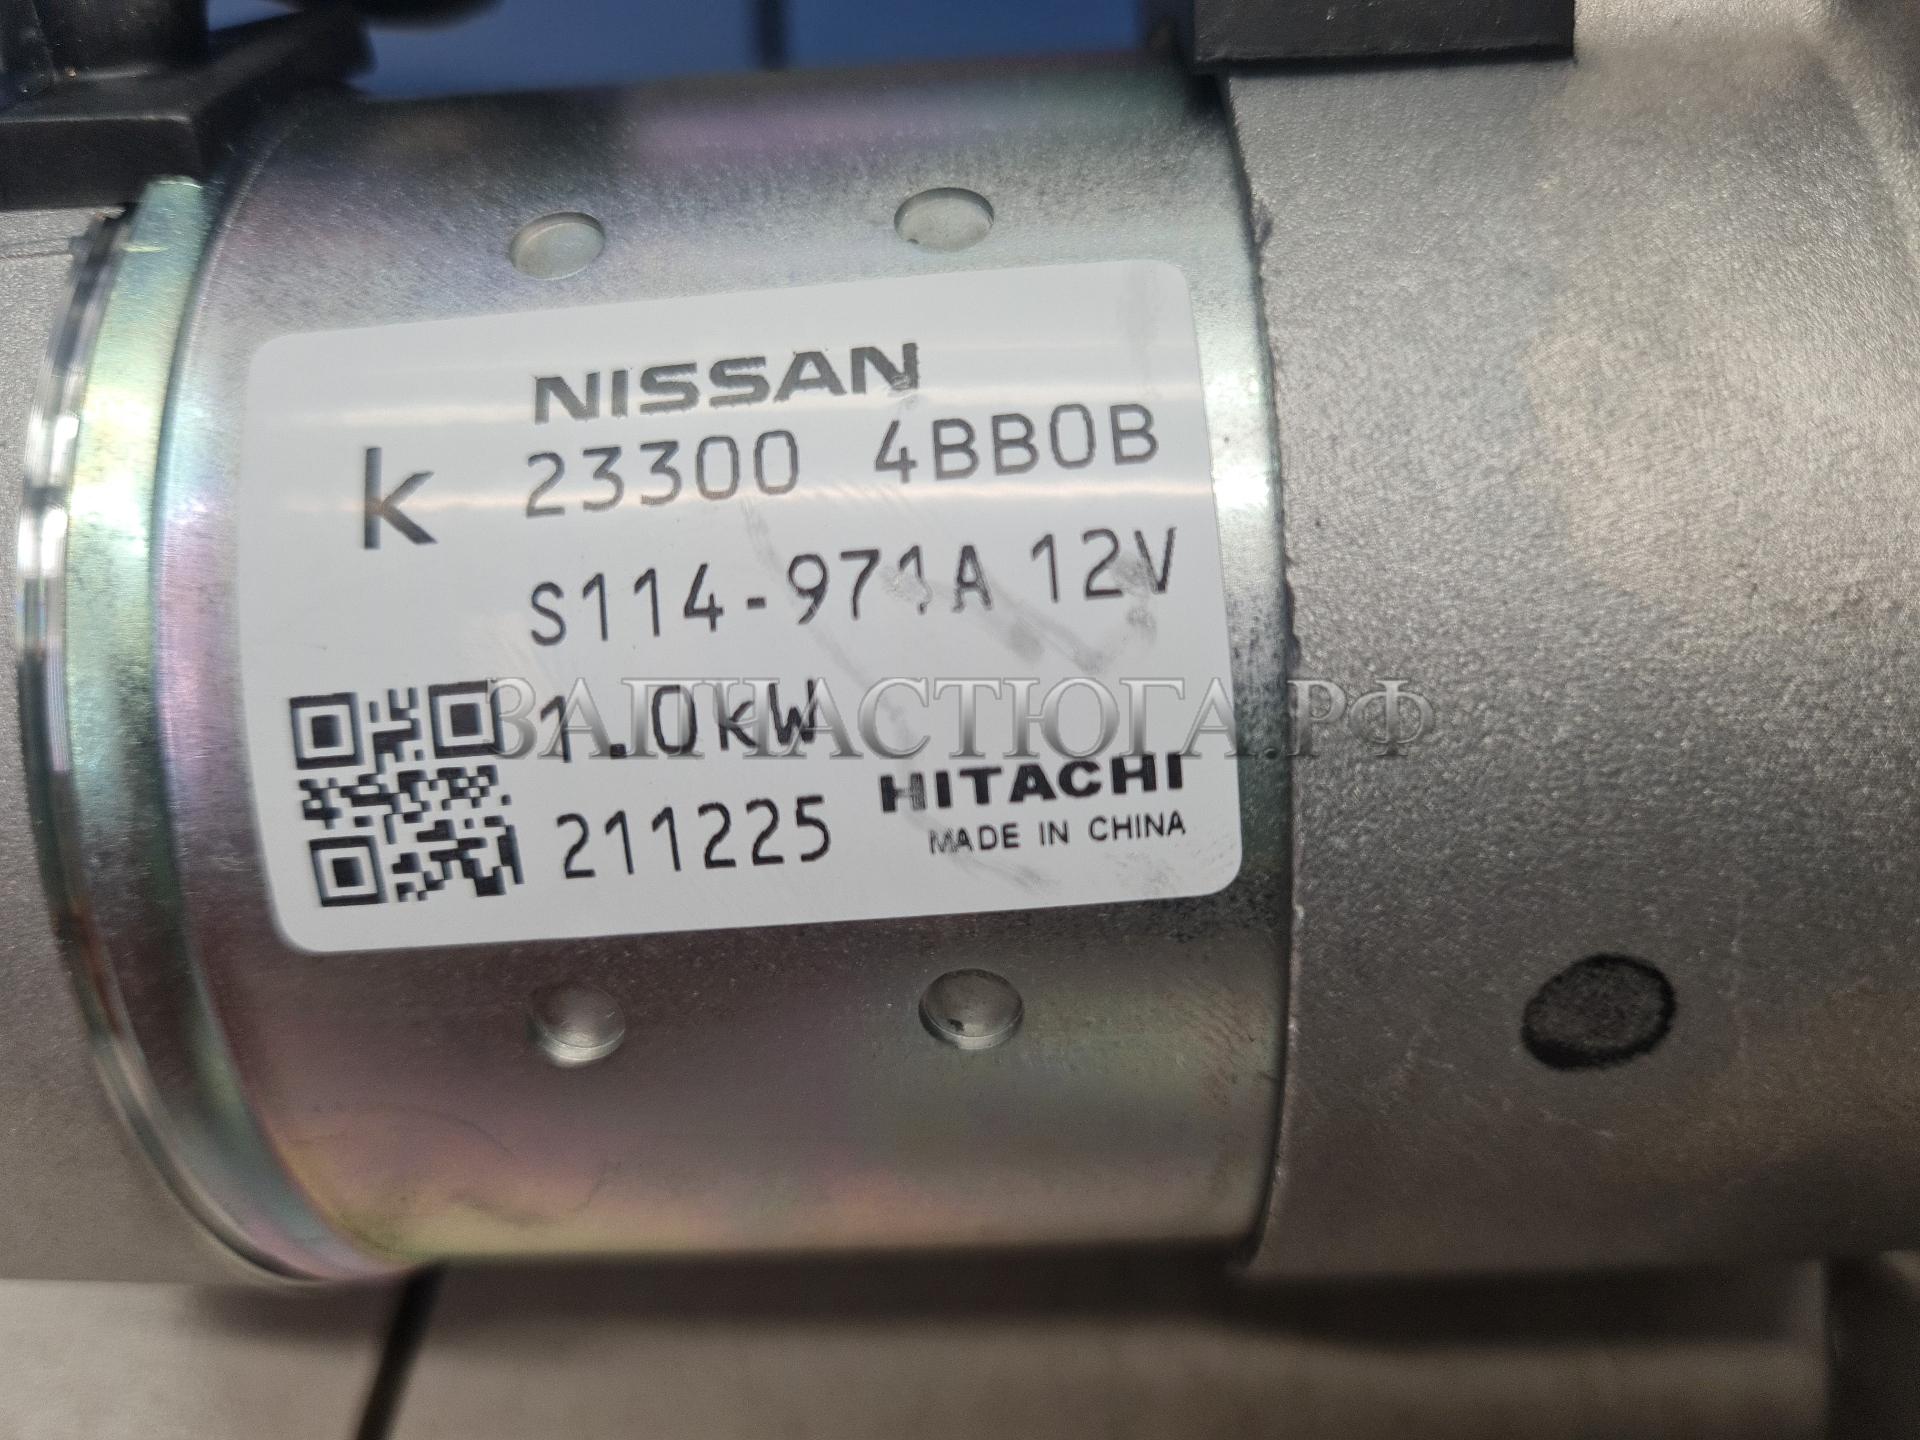 NISSAN
k 23300 4BB0B
S114-971A 12V
1.0kW
ЗАПЧАСТЮГА.РФ
HITACHI
211225
MADE IN CHINA